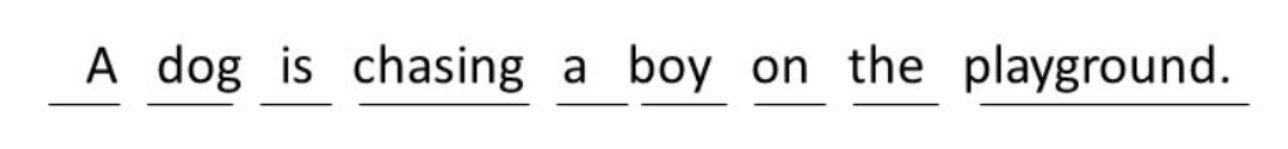 A dog is chasing a boy on the playground.